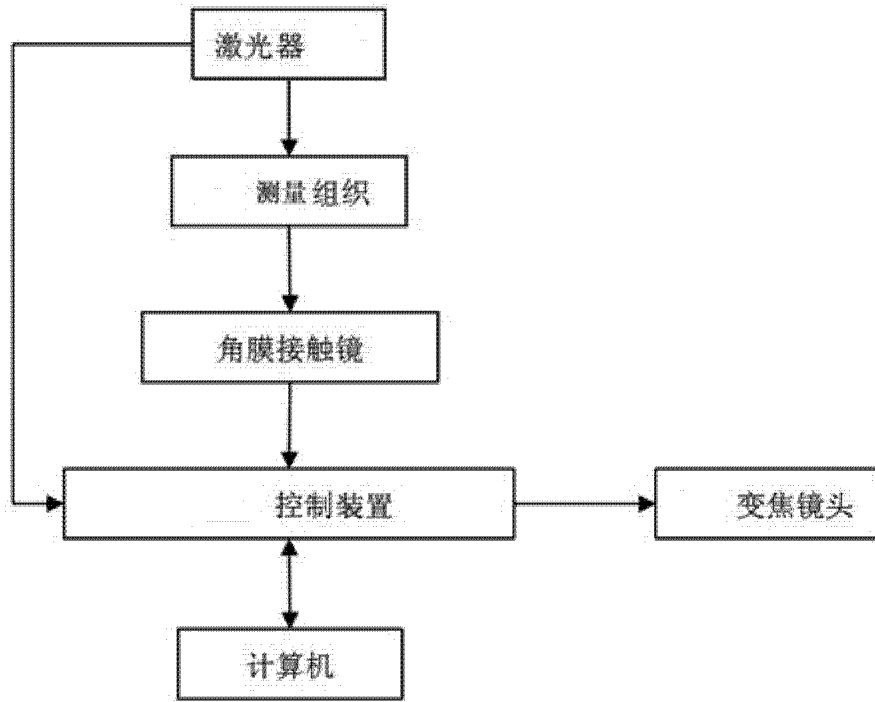 激光器
测量组织
角膜接触镜
控制装置
变焦镜头
计算机